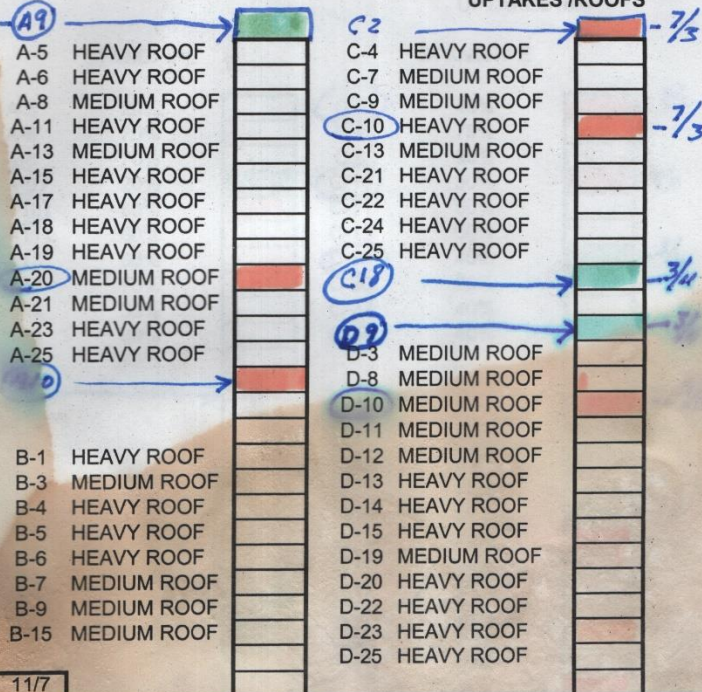 UPTAKES /ROOFS
A9
A-5 HEAVY ROOF
A-6 HEAVY ROOF
A-8 MEDIUM ROOF
A-11 HEAVY ROOF
A-13 MEDIUM ROOF
A-15 HEAVY ROOF
A-17 HEAVY ROOF
A-18 HEAVY ROOF
A-19 HEAVY ROOF
A-20 MEDIUM ROOF
A-21 MEDIUM ROOF
A-23 HEAVY ROOF
A-25 HEAVY ROOF
B-1 HEAVY ROOF
B-3 MEDIUM ROOF
B-4 HEAVY ROOF
B-5 HEAVY ROOF
B-6 HEAVY ROOF
B-7 MEDIUM ROOF
B-9 MEDIUM ROOF
B-15 MEDIUM ROOF
11/7
C2 - 7/3
C-4 HEAVY ROOF
C-7 MEDIUM ROOF
C-9 MEDIUM ROOF
C-10 HEAVY ROOF - 7/3
C-13 MEDIUM ROOF
C-21 HEAVY ROOF
C-22 HEAVY ROOF
C-24 HEAVY ROOF
C-25 HEAVY ROOF
C18
D9
D-3 MEDIUM ROOF
D-8 MEDIUM ROOF
D-10 MEDIUM ROOF
D-11 MEDIUM ROOF
D-12 MEDIUM ROOF
D-13 HEAVY ROOF
D-14 HEAVY ROOF
D-15 HEAVY ROOF
D-19 MEDIUM ROOF
D-20 HEAVY ROOF
D-22 HEAVY ROOF
D-23 HEAVY ROOF
D-25 HEAVY ROOF